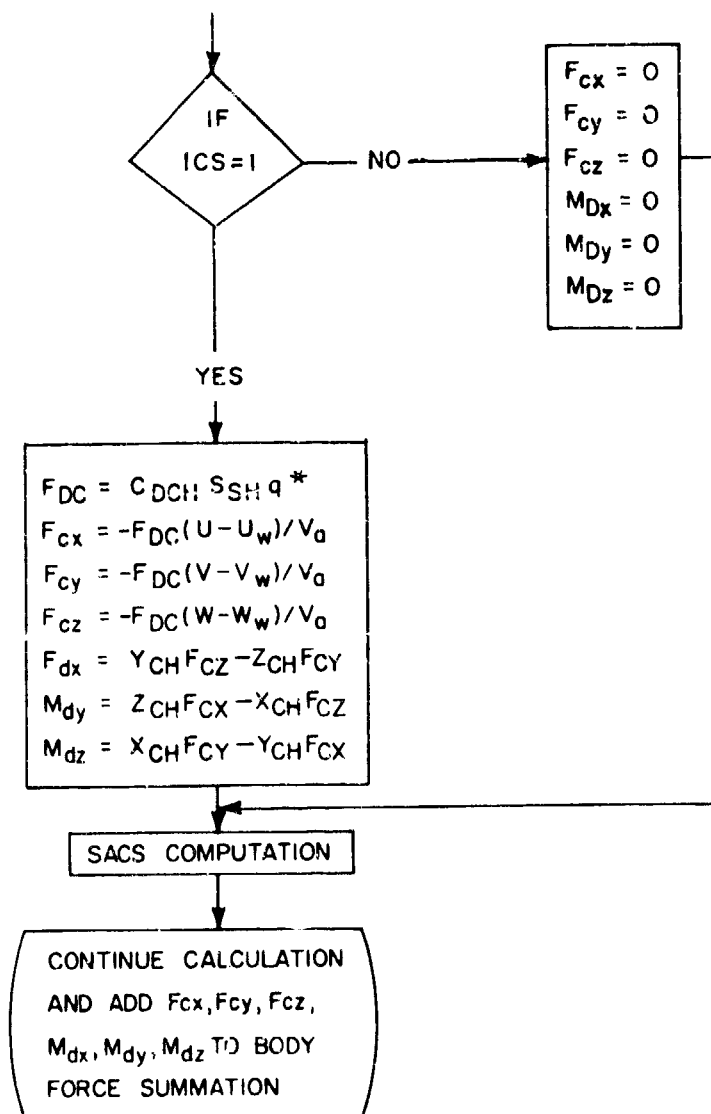 IF
ICS=1
NO
F_cx = 0
F_cy = 0
F_cz = 0
M_Dx = 0
M_Dy = 0
M_Dz = 0
YES
F_DC = C_DCH S_SH q*
F_cx = -F_DC(U-U_w)/V_a
F_cy = -F_DC(V-V_w)/V_a
F_cz = -F_DC(W-W_w)/V_a
F_dx = Y_CH F_CZ - Z_CH F_CY
M_dy = Z_CH F_CX - X_CH F_CZ
M_dz = X_CH F_CY - Y_CH F_CX
SACS COMPUTATION
CONTINUE CALCULATION
AND ADD Fcx, Fcy, Fcz,
M_dx, M_dy, M_dz TO BODY
FORCE SUMMATION